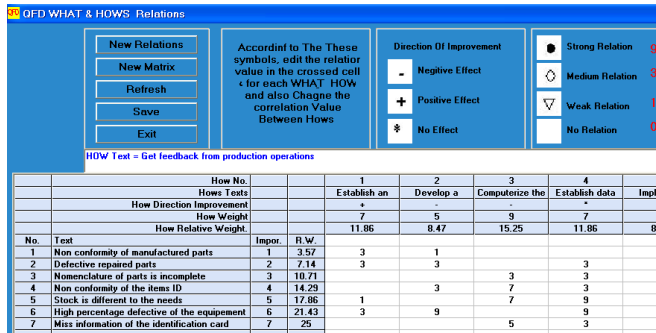 QFD QFD WHAT & HOWS Relations
New Relations
New Matrix
Refresh
Save
Exit
Accordinf to The These
symbols, edit the relatior
value in the crossed cell
for each WHAT HOW
and also Chagne the
correlation Value
Between Hows
Direction Of Improvement
- Negitive Effect
+ Positive Effect
* No Effect
Strong Relation 9
Medium Relation 3
Weak Relation 1
No Relation 0
HOW Text = Get feedback from production operations
How No. 1 2 3 4
Hows Texts Establish an Develop a Computerize the Establish data Impl
How Direction Improvement + - - *
How Weight 7 5 9 7
How Relative Weight. 11.86 8.47 15.25 11.86 8
No. Text Impor. R.W.
1 Non conformity of manufactured parts 1 3.57 3 1
2 Defective repaired parts 2 7.14 3 3 3
3 Nomenclature of parts is incomplete 3 10.71 3 3
4 Non conformity of the items ID 4 14.29 3 7 3
5 Stock is different to the needs 5 17.86 1 7 9
6 High percentage defective of the equipement 6 21.43 3 9 9
7 Miss information of the identification card 7 25 5 3